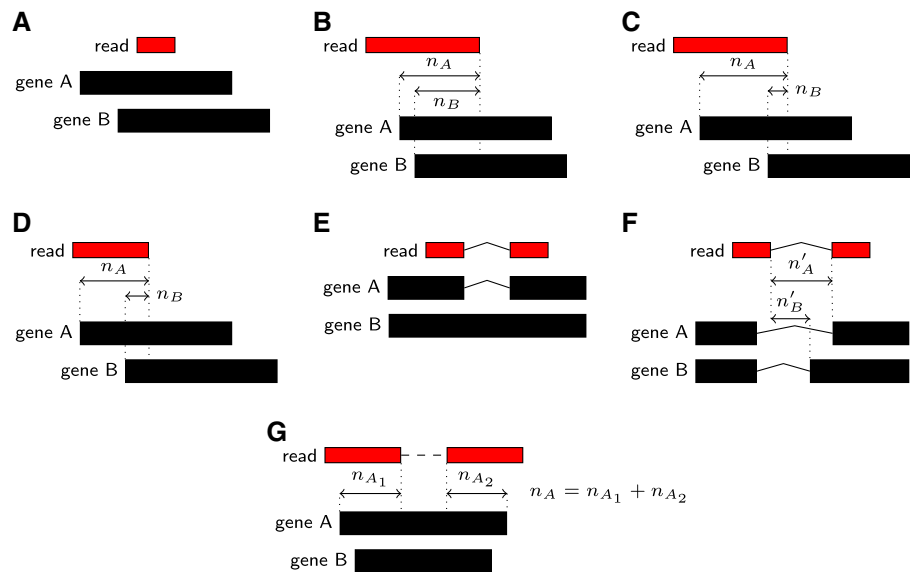 A
read
gene A
gene B
B
read
n_A
n_B
gene A
gene B
C
read
n_A
n_B
gene A
gene B
D
read
n_A
n_B
gene A
gene B
E
read
gene A
gene B
F
read
n'_A
n'_B
gene A
gene B
G
read
n_{A_1} n_{A_2}
n_A = n_{A_1} + n_{A_2}
gene A
gene B